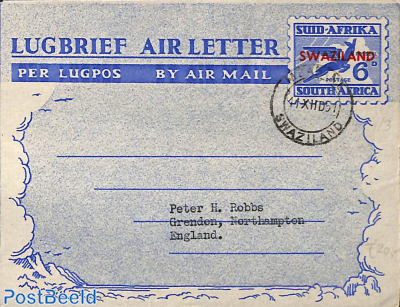 LUGBRIEF AIR LETTER
PER LUGPOS BY AIR MAIL
SUID-AFRIKA
SWAZILAND
POSTAGE
6D
SOUTH AFRICA
SWAZILAND
Peter H. Robbs
Grendon, Northampton
England.
PostBeeld